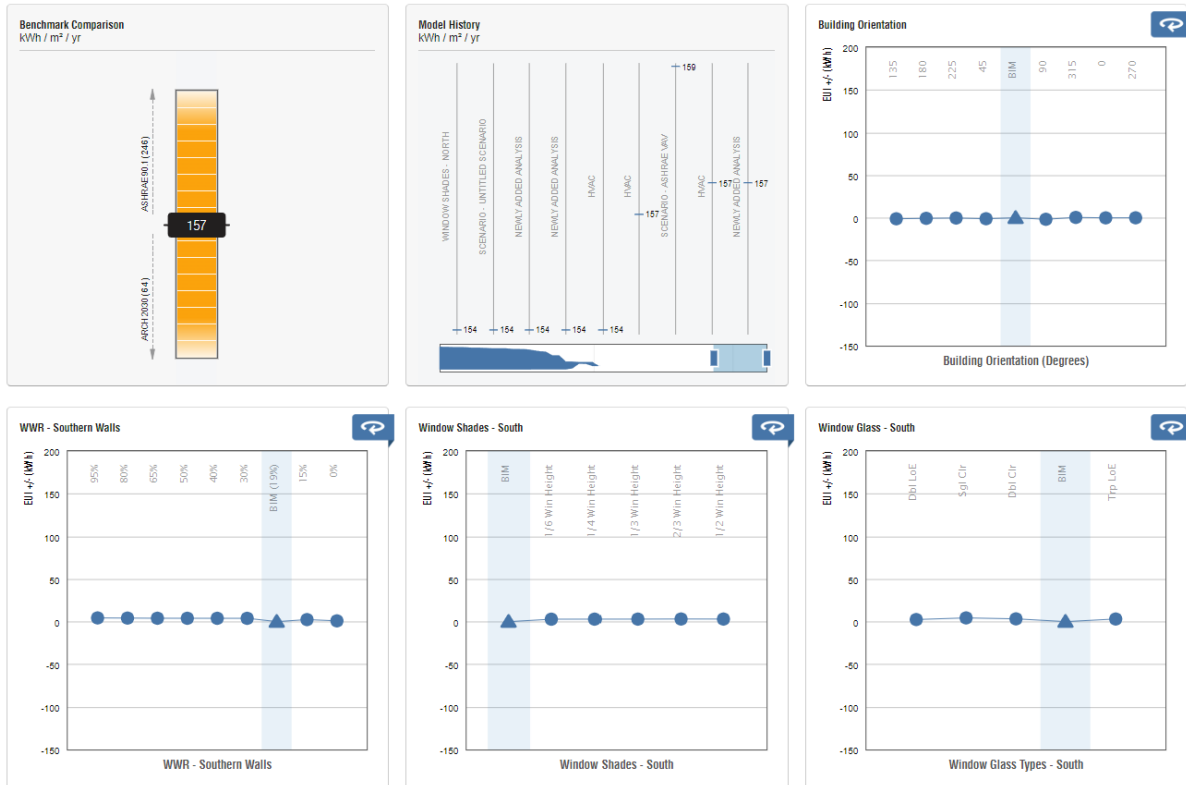 Benchmark Comparison
kWh / m² / yr
ASHRAE 90.1 (246)
157
ARCH 2030 (64)
Model History
kWh / m² / yr
WINDOW SHADES - NORTH
154
SCENARIO - UNTITLED SCENARIO
154
NEWLY ADDED ANALYSIS
154
NEWLY ADDED ANALYSIS
154
HVAC
154
HVAC
157
SCENARIO - ASHRAE VAV
159
HVAC
157
NEWLY ADDED ANALYSIS
157
Building Orientation
EUI +/- (kWh)
200
150
100
50
0
-50
-100
-150
135
180
225
45
BIM
90
315
0
270
Building Orientation (Degrees)
WWR - Southern Walls
EUI +/- (kWh)
200
150
100
50
0
-50
-100
-150
95%
80%
65%
50%
40%
30%
BIM (19%)
15%
0%
WWR - Southern Walls
Window Shades - South
EUI +/- (kWh)
200
150
100
50
0
-50
-100
-150
BIM
1/6 Win Height
1/4 Win Height
1/3 Win Height
2/3 Win Height
1/2 Win Height
Window Shades - South
Window Glass - South
EUI +/- (kWh)
200
150
100
50
0
-50
-100
-150
Dbl LoE
Sgl Clr
Dbl Clr
BIM
Trp LoE
Window Glass Types - South